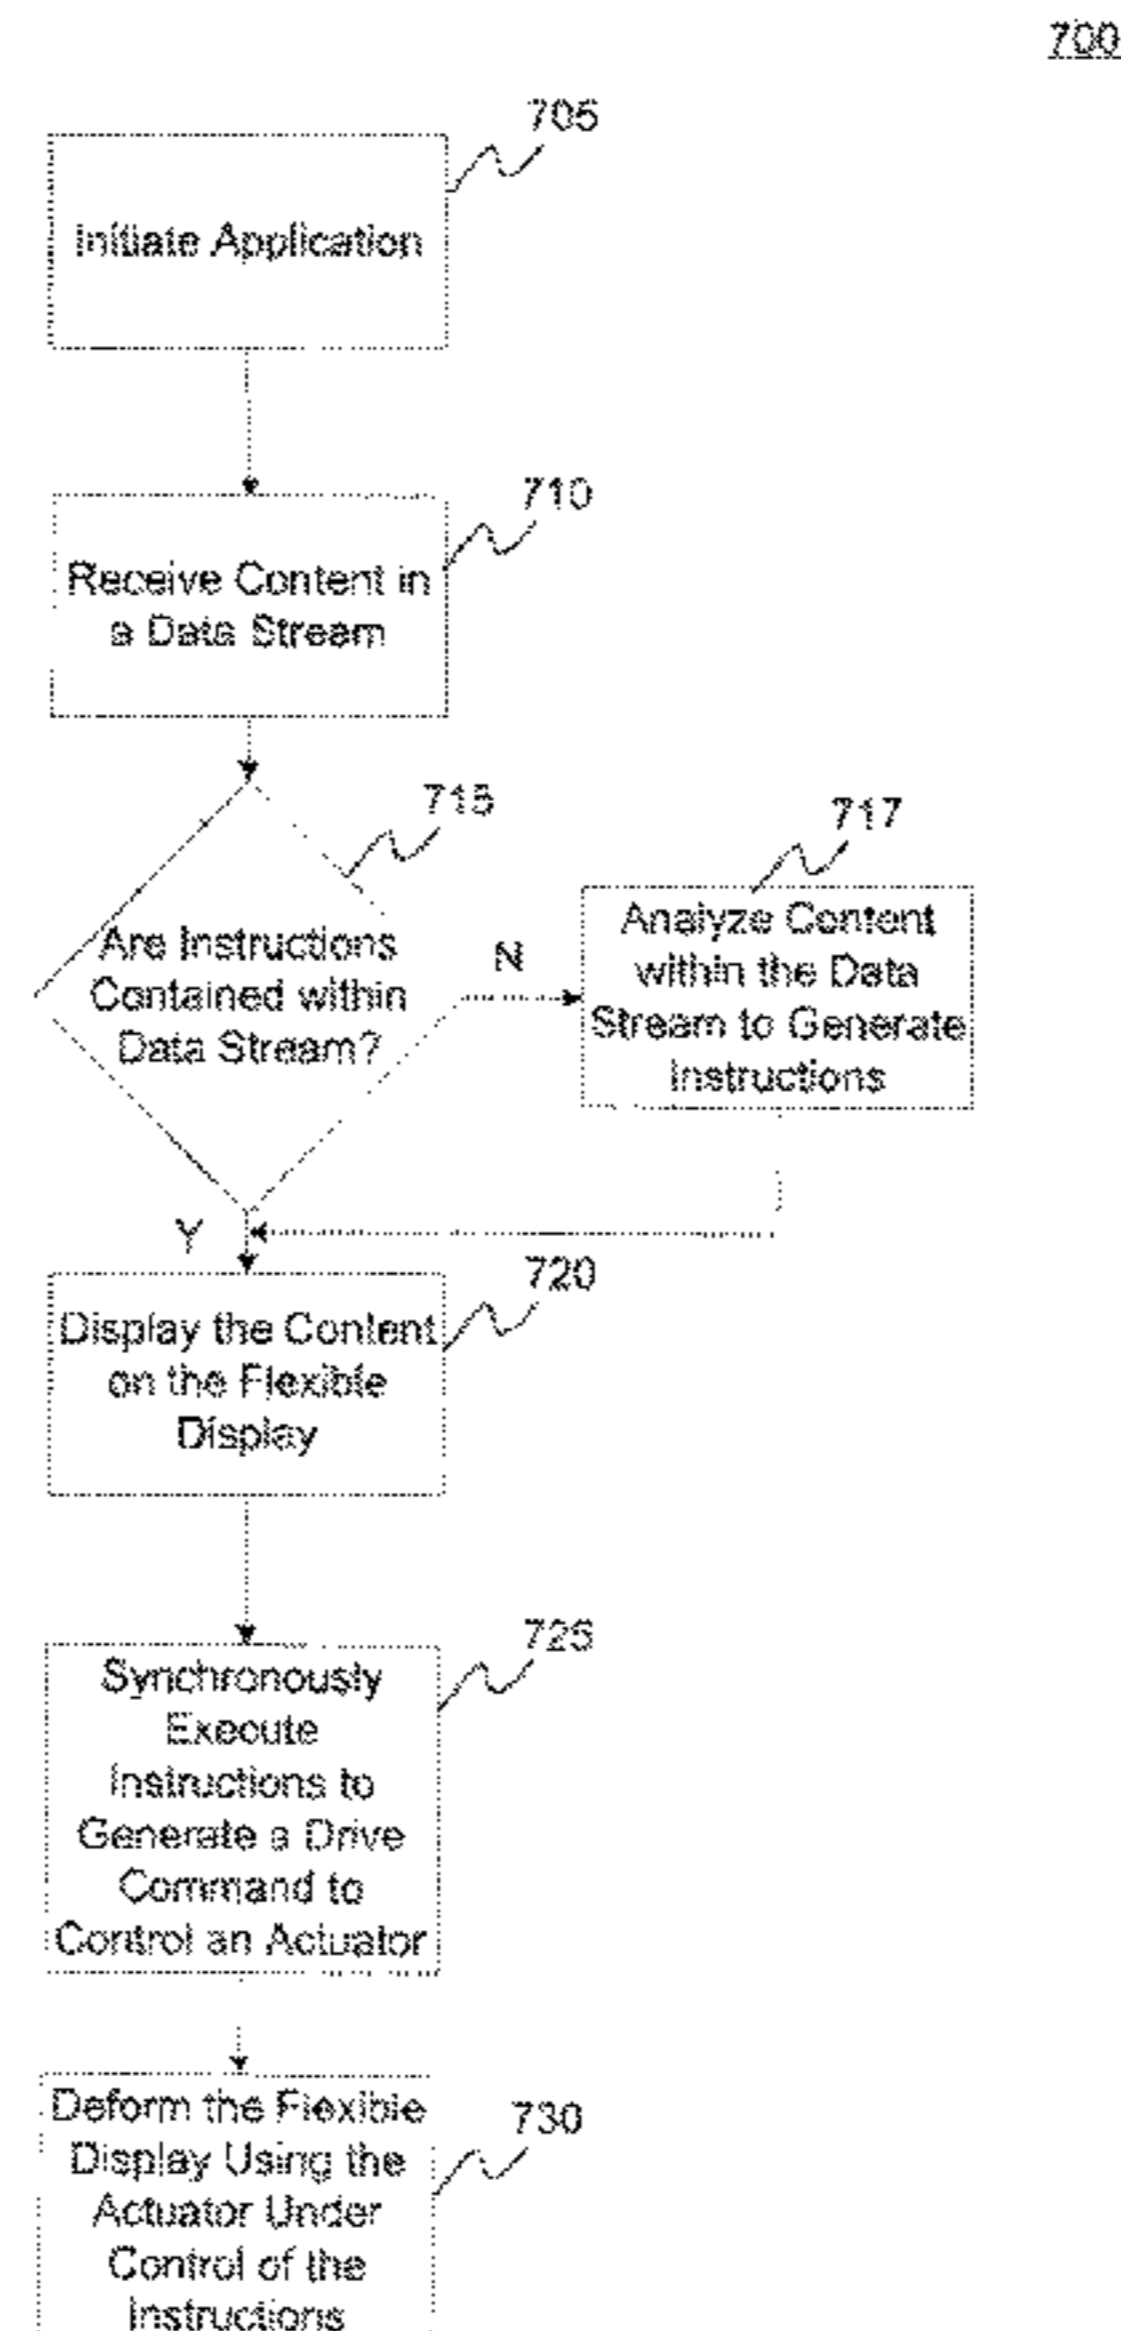 700
705
Initiate Application
710
Receive Content in
a Data Stream
715
Are Instructions
Contained within
Data Stream?
N
717
Analyze Content
within the Data
Stream to Generate
Instructions
Y
720
Display the Content
on the Flexible
Display
725
Synchronously
Execute
Instructions to
Generate a Drive
Command to
Control an Actuator
730
Deform the Flexible
Display Using the
Actuator Under
Control of the
Instructions